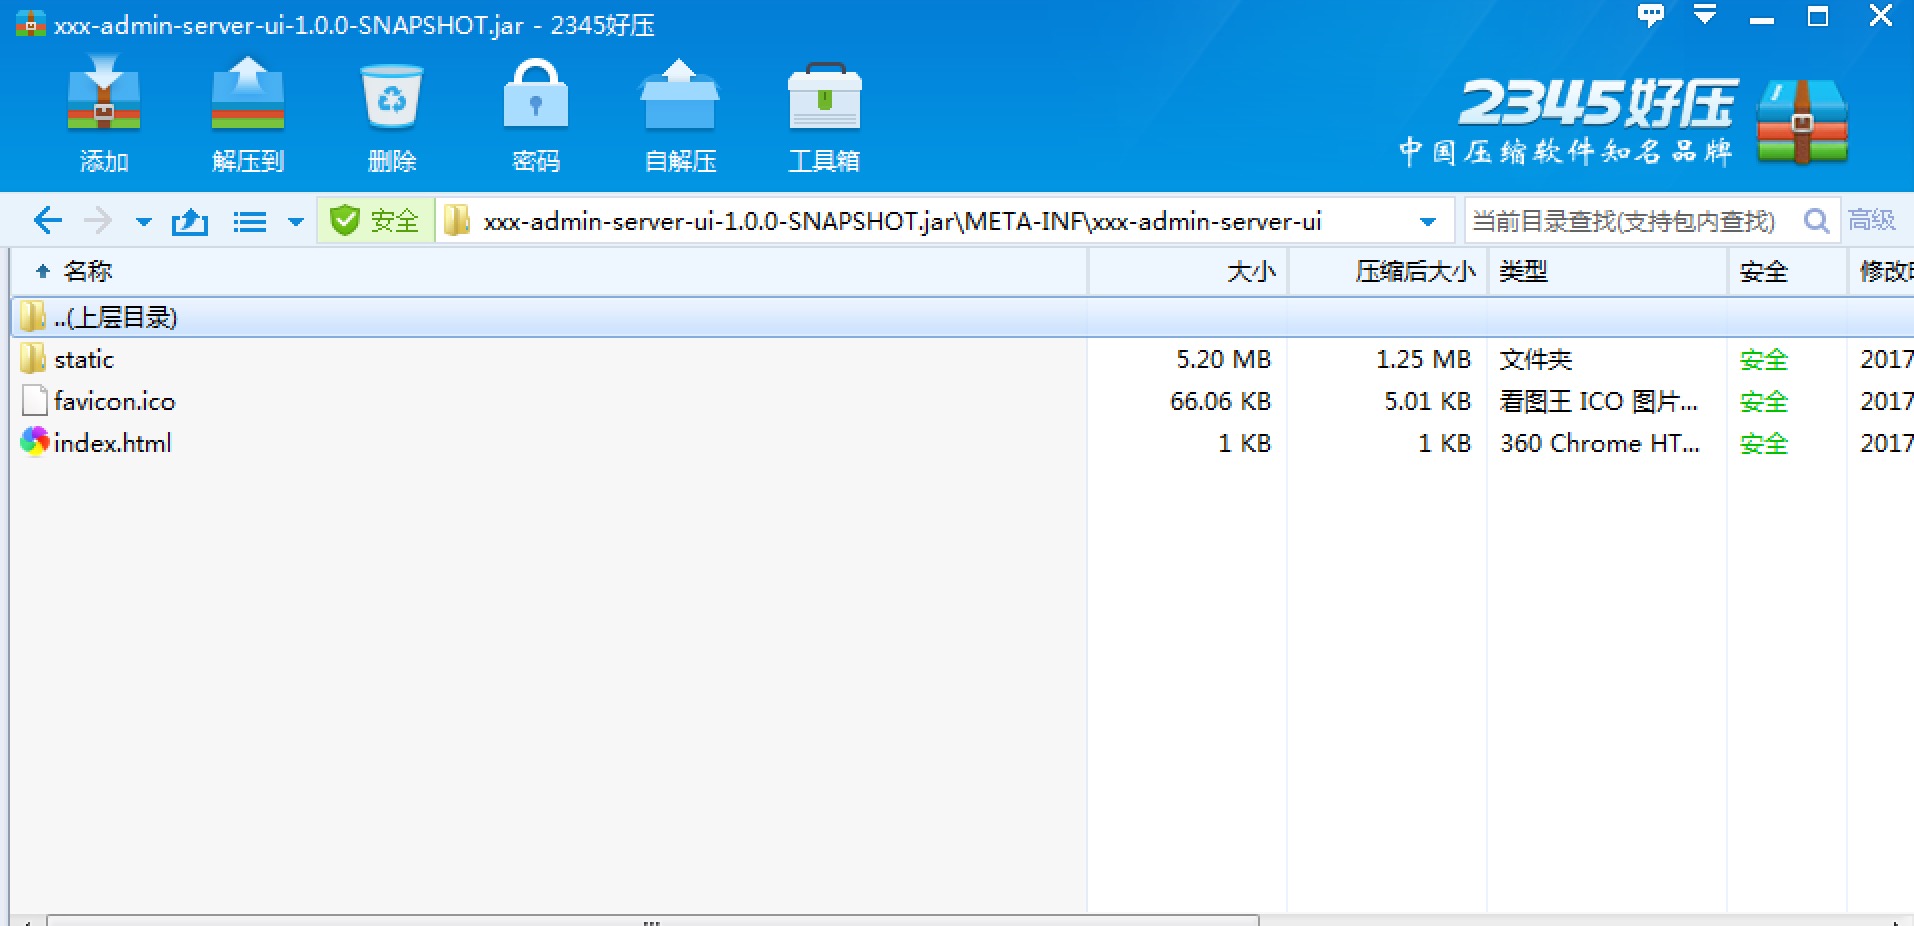 xxx-admin-server-ui-1.0.0-SNAPSHOT.jar - 2345好压
添加 解压到 删除 密码 自解压 工具箱
2345好压
中国压缩软件知名品牌
安全 xxx-admin-server-ui-1.0.0-SNAPSHOT.jar\META-INF\xxx-admin-server-ui 当前目录查找(支持包内查找) 高级
名称 大小 压缩后大小 类型 安全 修改
..(上层目录)
static 5.20 MB 1.25 MB 文件夹 安全 2017
favicon.ico 66.06 KB 5.01 KB 看图王 ICO 图片... 安全 2017
index.html 1 KB 1 KB 360 Chrome HT... 安全 2017